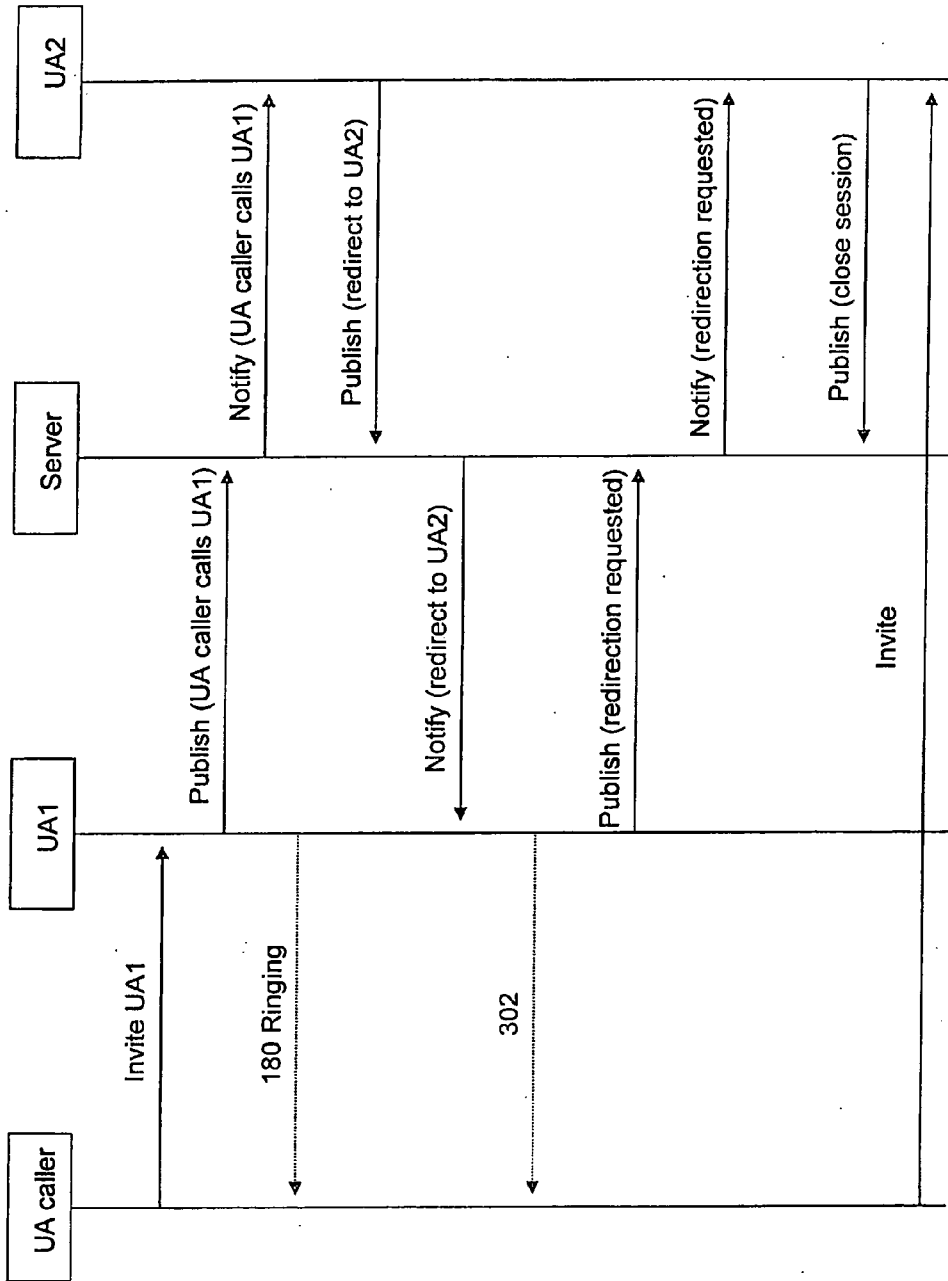 UA caller
UA1
Server
UA2
Invite UA1
Publish (UA caller calls UA1)
Notify (UA caller calls UA1)
180 Ringing
Publish (redirect to UA2)
Notify (redirect to UA2)
302
Publish (redirection requested)
Notify (redirection requested)
Publish (close session)
Invite